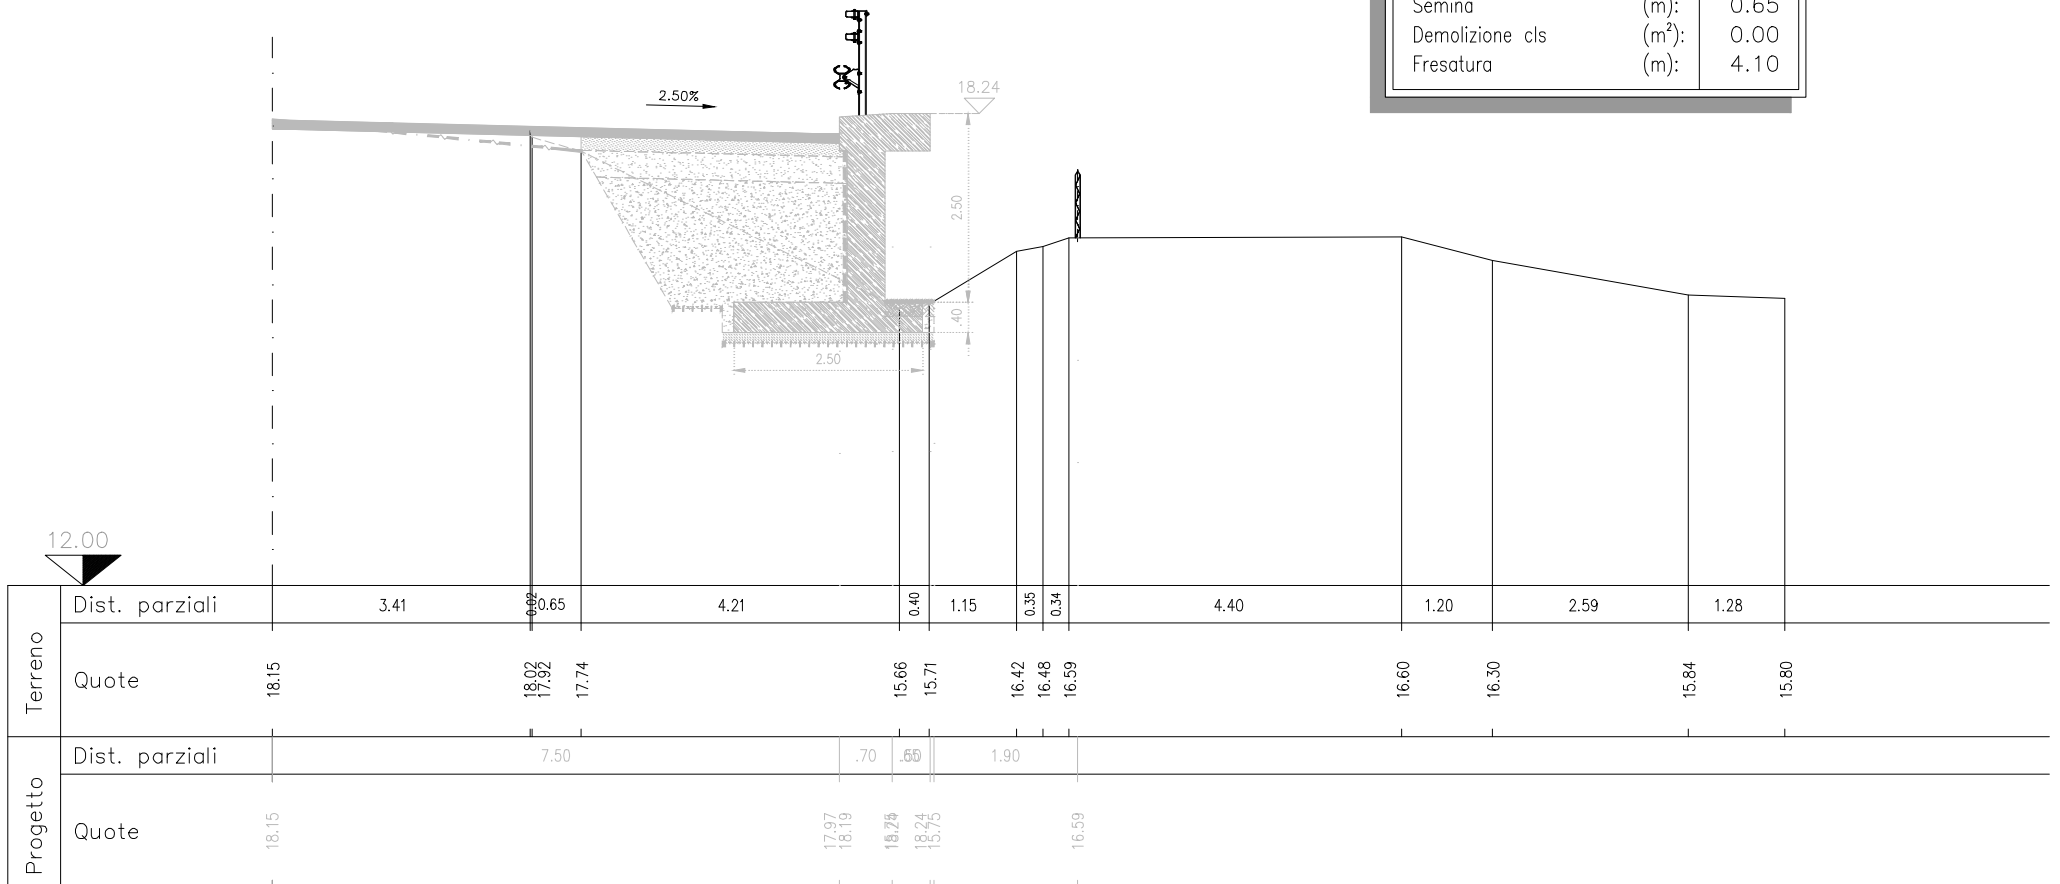 Semina (m): 0.65
Demolizione cls (m²): 0.00
Fresatura (m): 4.10
2.50%
18.24
2.50
.40
2.50
12.00
Terreno
Dist. parziali 3.41 0.02 0.65 4.21 0.40 1.15 0.35 0.34 4.40 1.20 2.59 1.28
Quote 18.15 18.02 17.92 17.74 15.66 15.71 16.42 16.48 16.59 16.60 16.30 15.84 15.80
Progetto
Dist. parziali 7.50 .70 1.90
Quote 18.15 17.97 18.19 18.24 15.75 16.59